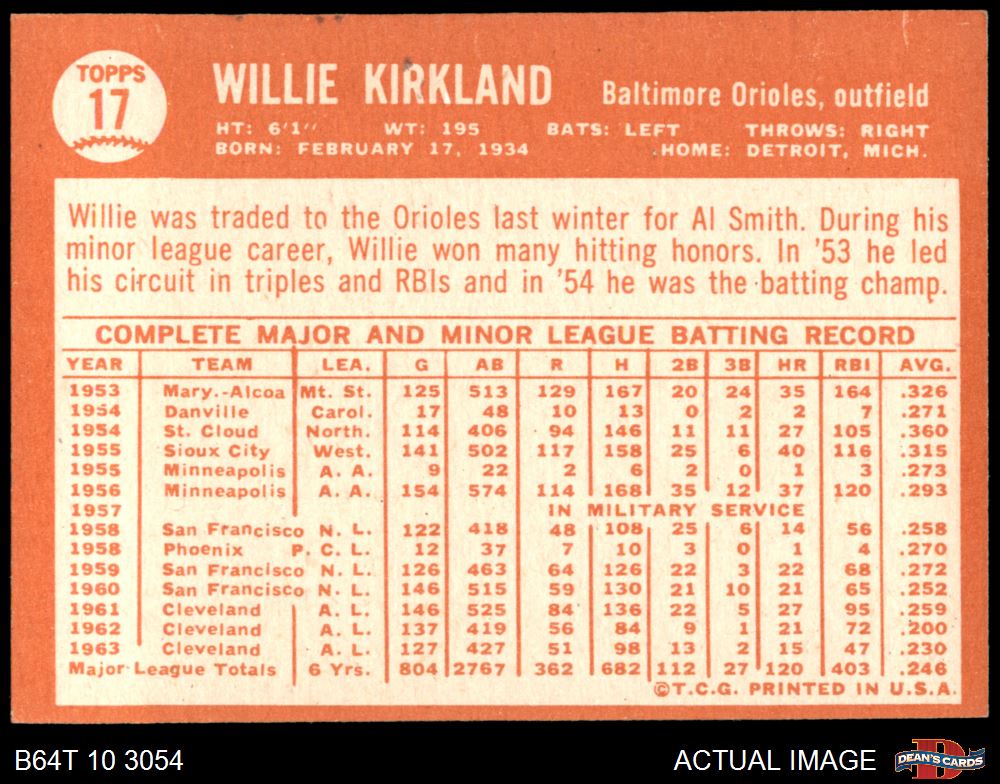 TOPPS
17
WILLIE KIRKLAND
Baltimore Orioles, outfield
HT: 6'1" WT: 195 BATS: LEFT THROWS: RIGHT
BORN: FEBRUARY 17, 1934 HOME: DETROIT, MICH.
Willie was traded to the Orioles last winter for Al Smith. During his
minor league career, Willie won many hitting honors. In '53 he led
his circuit in triples and RBIs and in '54 he was the batting champ.
COMPLETE MAJOR AND MINOR LEAGUE BATTING RECORD
YEAR TEAM LEA. G AB R H 2B 3B HR RBI AVG.
1953 Mary.-Alcoa Mt. St. 125 513 129 167 20 24 35 164 .326
1954 Danville Carol. 17 48 10 13 0 2 2 7 .271
1954 St. Cloud North. 114 406 94 146 11 11 27 105 .360
1955 Sioux City West. 141 502 117 158 25 6 40 116 .315
1955 Minneapolis A. A. 9 22 2 6 2 0 1 3 .273
1956 Minneapolis A. A. 154 574 114 168 35 12 37 120 .293
1957 IN MILITARY SERVICE
1958 San Francisco N. L. 122 418 48 108 25 6 14 56 .258
1958 Phoenix P. C. L. 12 37 7 10 3 0 1 4 .270
1959 San Francisco N. L. 126 463 64 126 22 3 22 68 .272
1960 San Francisco N. L. 146 515 59 130 21 10 21 65 .252
1961 Cleveland A. L. 146 525 84 136 22 5 27 95 .259
1962 Cleveland A. L. 137 419 56 84 9 1 21 72 .200
1963 Cleveland A. L. 127 427 51 98 13 2 15 47 .230
Major League Totals 6 Yrs. 804 2767 362 682 112 27 120 403 .246
©T.C.G. PRINTED IN U.S.A.
B64T 10 3054
ACTUAL IMAGE
D
DEAN'S CARDS